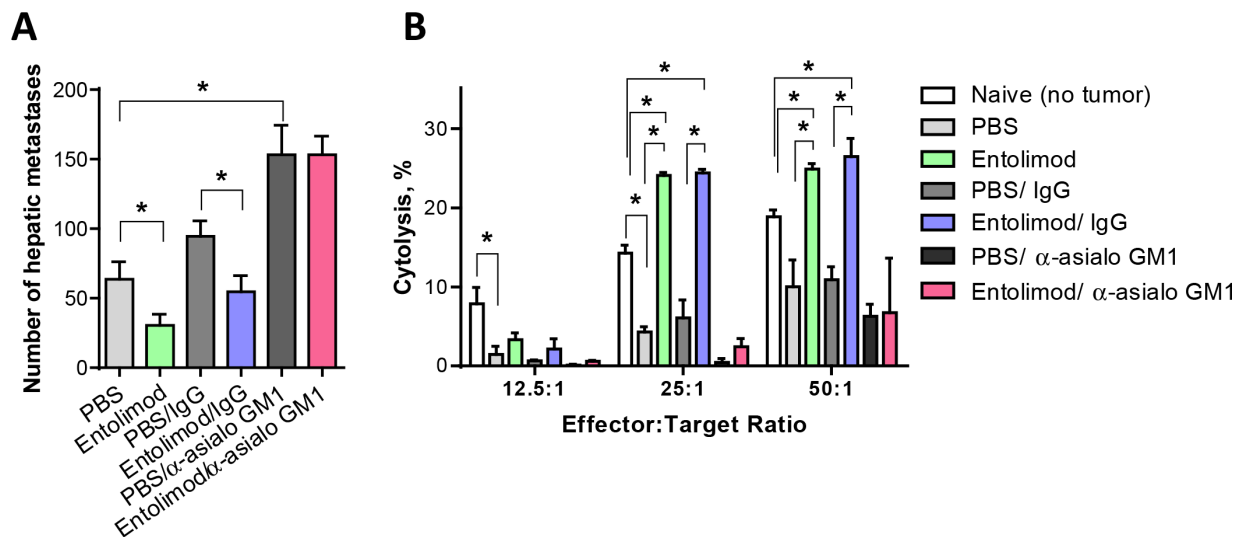 A
Number of hepatic metastases
200
150
100
50
0
*
*
*
PBS
Entolimod
PBS/IgG
Entolimod/IgG
PBS/α-asialo GM1
Entolimod/α-asialo GM1
B
Cytolysis, %
30
20
10
0
*
*
*
*
*
*
*
*
*
*
12.5:1
25:1
50:1
Effector:Target Ratio
Naive (no tumor)
PBS
Entolimod
PBS/ IgG
Entolimod/ IgG
PBS/ α-asialo GM1
Entolimod/ α-asialo GM1